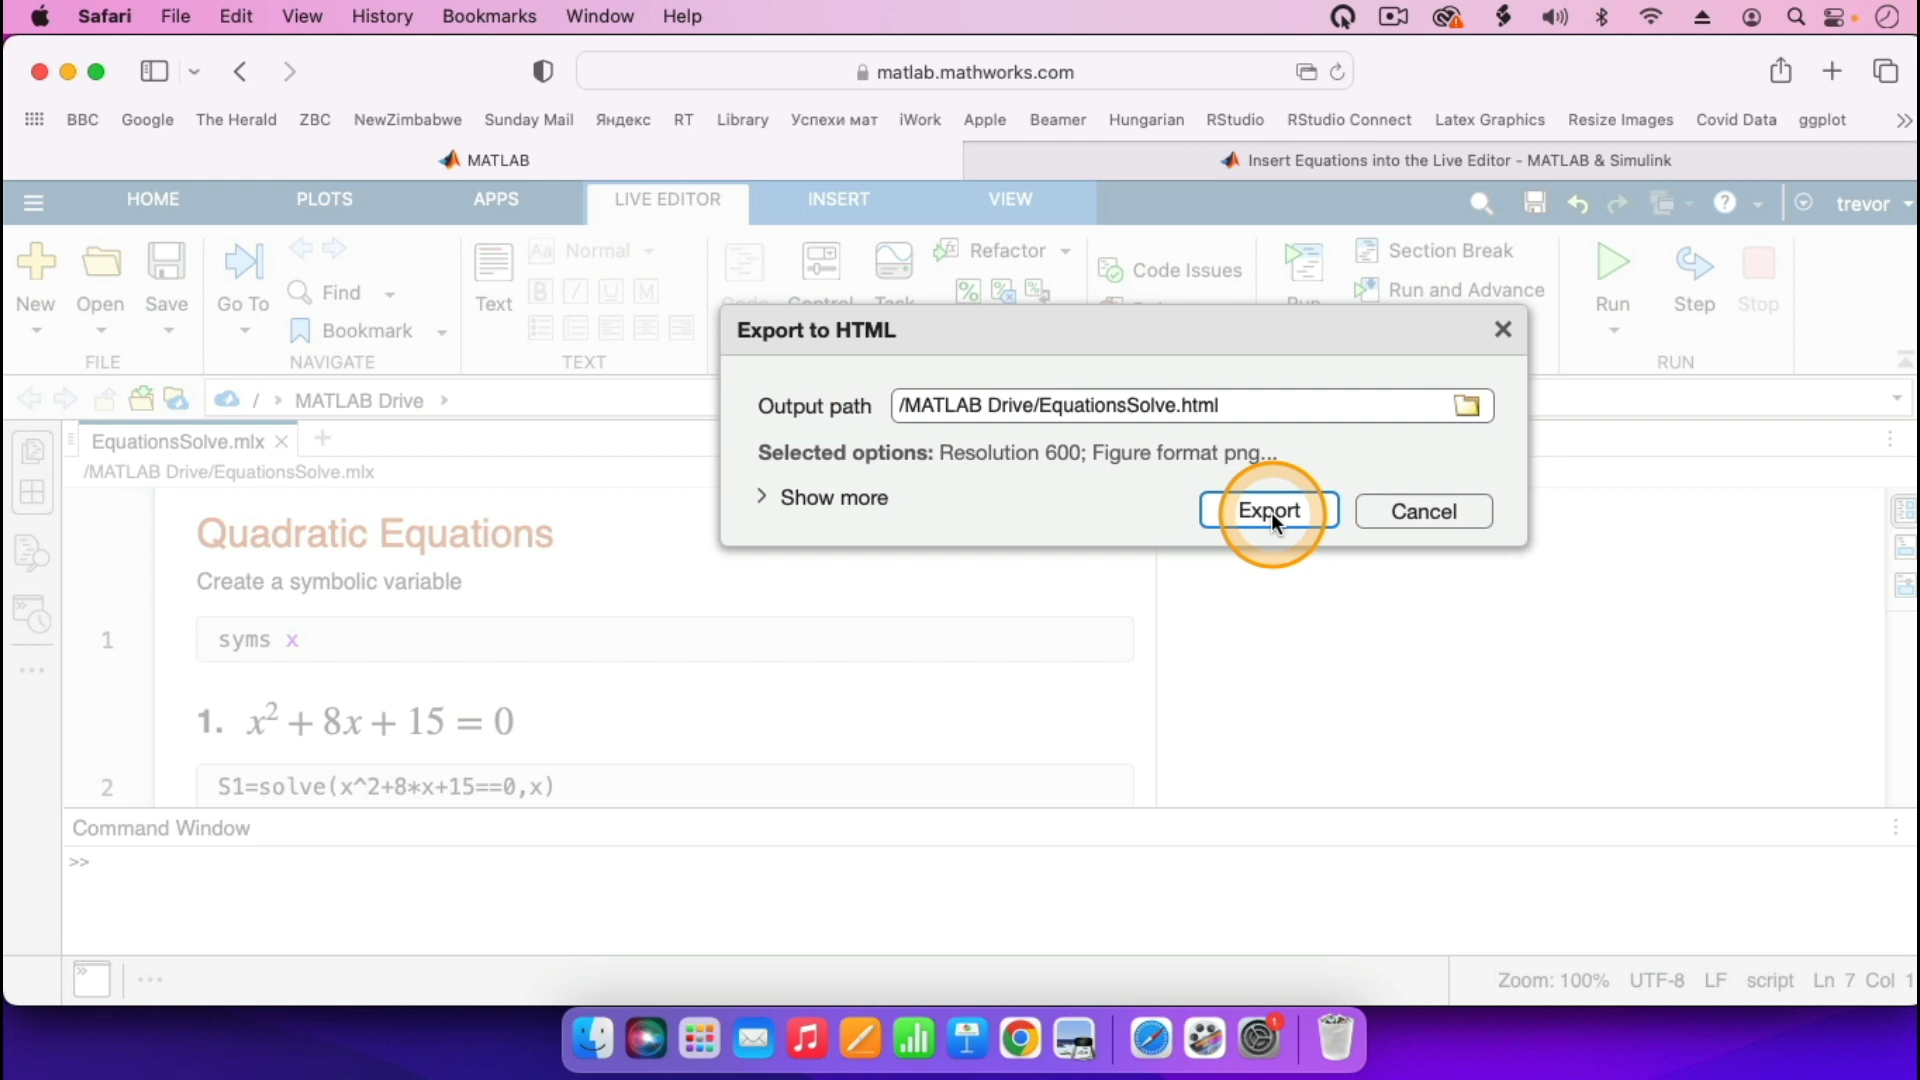 Safari File Edit View History Bookmarks Window Help
matlab.mathworks.com
BBC Google The Herald ZBC NewZimbabwe Sunday Mail Яндекс RT Library Успехи мат iWork Apple Beamer Hungarian RStudio RStudio Connect Latex Graphics Resize Images Covid Data ggplot
MATLAB Insert Equations into the Live Editor - MATLAB & Simulink
HOME PLOTS APPS LIVE EDITOR INSERT VIEW trevor
Aa Normal Refactor Section Break
Code Issues
New Open Save Go To Find Text B I U M Run and Advance Run Step Stop
Bookmark
FILE NAVIGATE TEXT RUN
Export to HTML
/ > MATLAB Drive >
Output path /MATLAB Drive/EquationsSolve.html
EquationsSolve.mlx
Selected options: Resolution 600; Figure format png...
/MATLAB Drive/EquationsSolve.mlx
Show more
Export Cancel
Quadratic Equations
Create a symbolic variable
1 syms x
1. x² + 8x + 15 = 0
2 S1=solve(x^2+8*x+15==0,x)
Command Window
>>
Zoom: 100% UTF-8 LF script Ln 7 Col 1
1